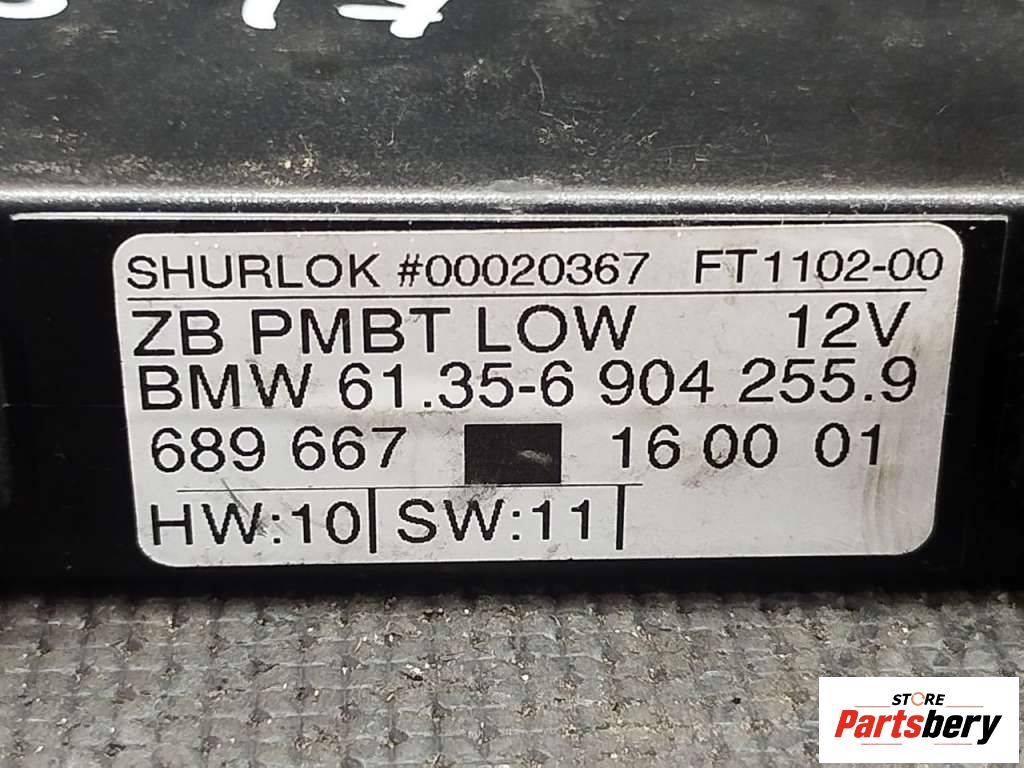 SHURLOK #00020367 FT1102-00
ZB PMBT LOW 12V
BMW 61.35-6 904 255.9
689 667 16 00 01
HW:10 SW:11
STORE
Partsbery